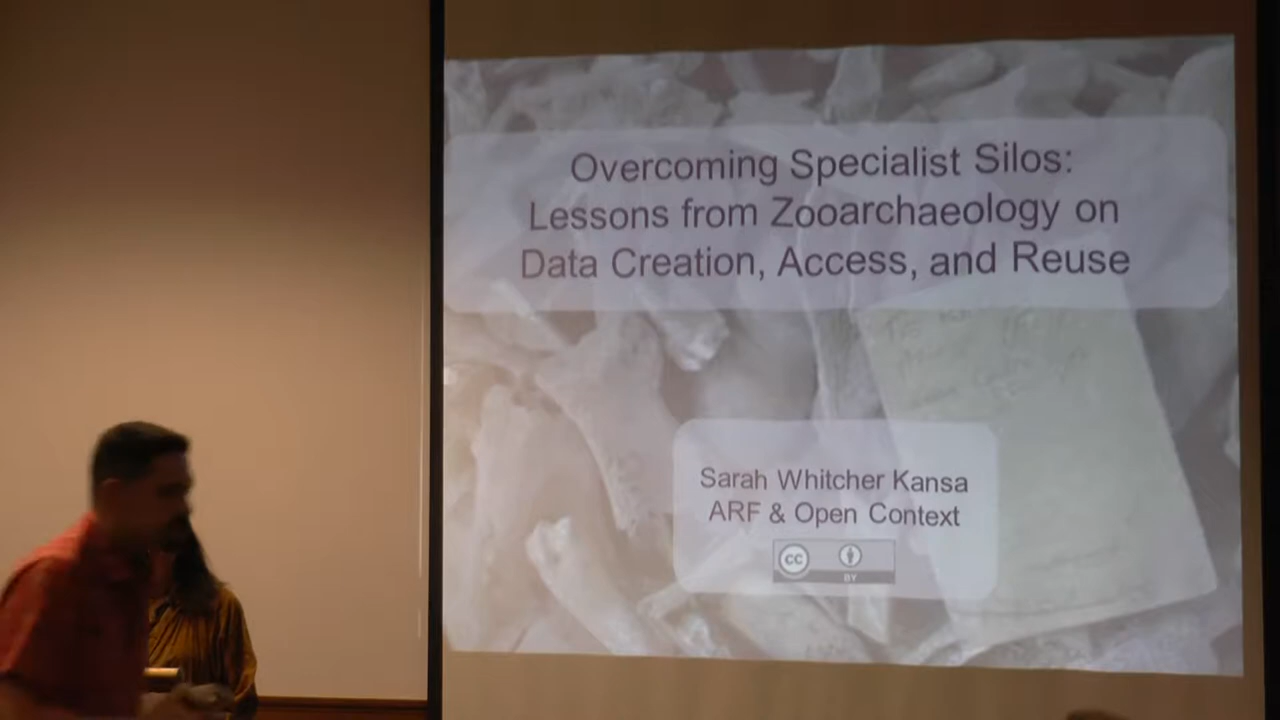 Overcoming Specialist Silos:
Lessons from Zooarchaeology on
Data Creation, Access, and Reuse
Sarah Whitcher Kansa
ARF & Open Context
cc
BY